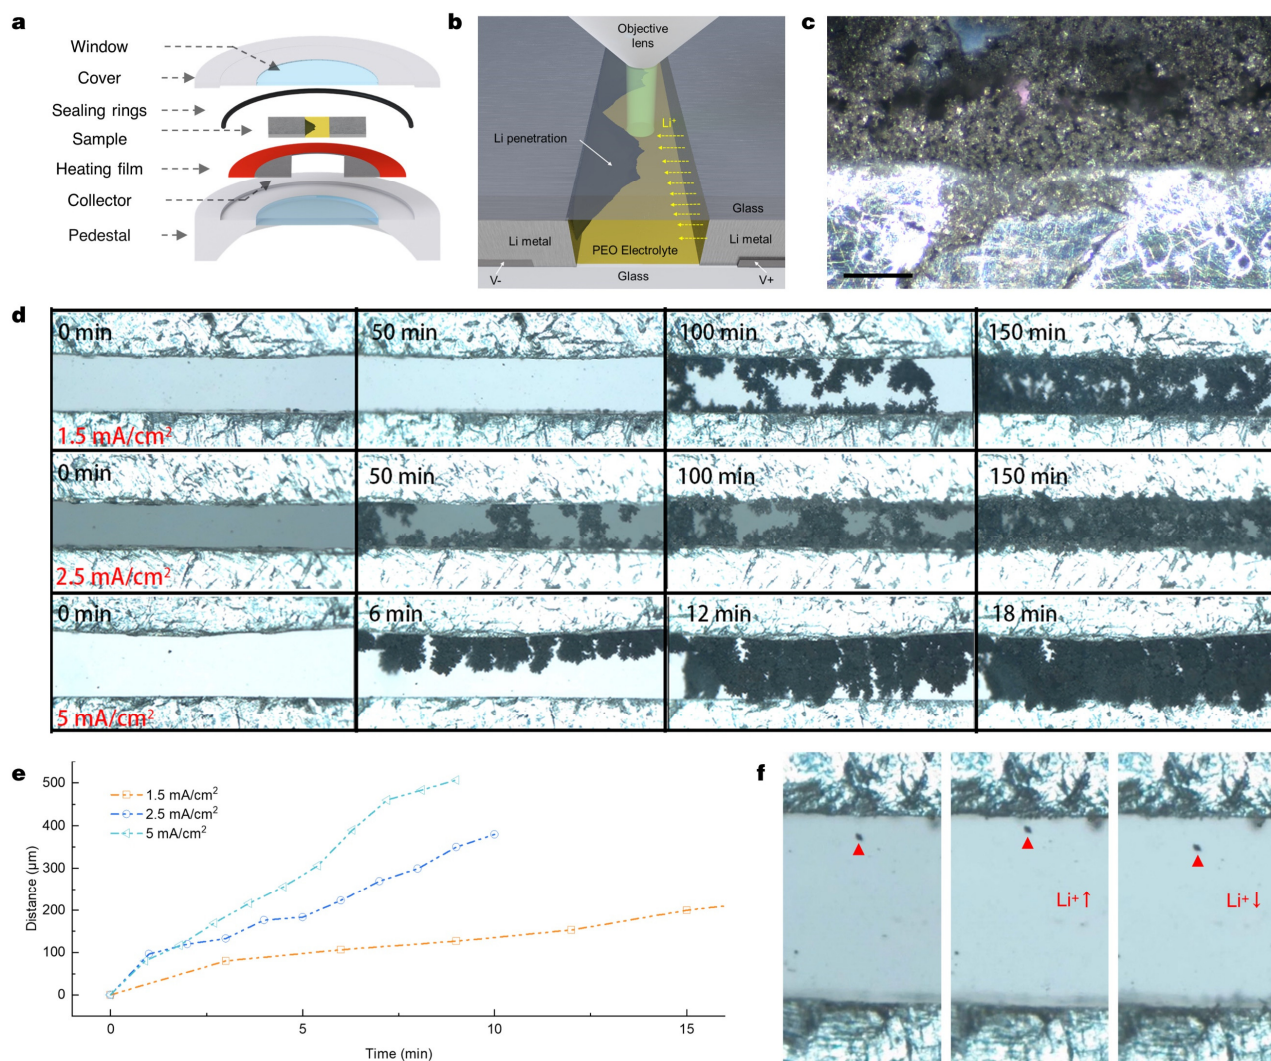 a
Window
Cover
Sealing rings
Sample
Heating film
Collector
Pedestal
b
Objective
lens
Li⁺
Li penetration
Glass
Li metal
PEO Electrolyte
Li metal
Glass
V-
V+
c
d
0 min
50 min
100 min
150 min
1.5 mA/cm²
0 min
50 min
100 min
150 min
2.5 mA/cm²
0 min
6 min
12 min
18 min
5 mA/cm²
e
500
400
300
200
100
0
Distance (μm)
1.5 mA/cm²
2.5 mA/cm²
5 mA/cm²
0
5
10
15
Time (min)
f
Li⁺↑
Li⁺↓